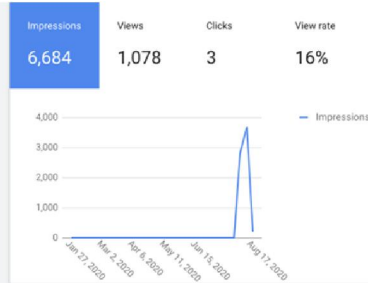 Impressions Views Clicks View rate
6,684 1,078 3 16%
4,000
Impressions
3,000
2,000
1,000
0
Jan 27, 2020 Mar 2, 2020 Apr 6, 2020 May 11, 2020 Jun 15, 2020 Aug 17, 2020